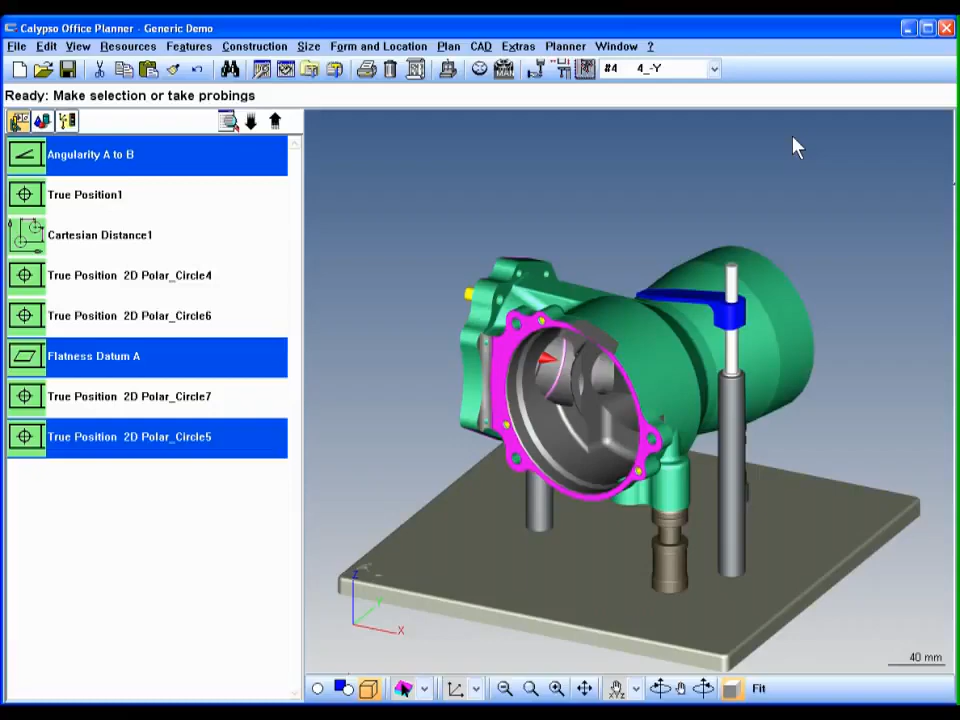 Calypso Office Planner - Generic Demo
File Edit View Resources Features Construction Size Form and Location Plan CAD Extras Planner Window ?
#4 4_-Y
Ready: Make selection or take probings
Angularity A to B
True Position1
Cartesian Distance1
True Position 2D Polar_Circle4
True Position 2D Polar_Circle6
Flatness Datum A
True Position 2D Polar_Circle7
True Position 2D Polar_Circle5
Z
Y
X
40 mm
XYZ
Fit